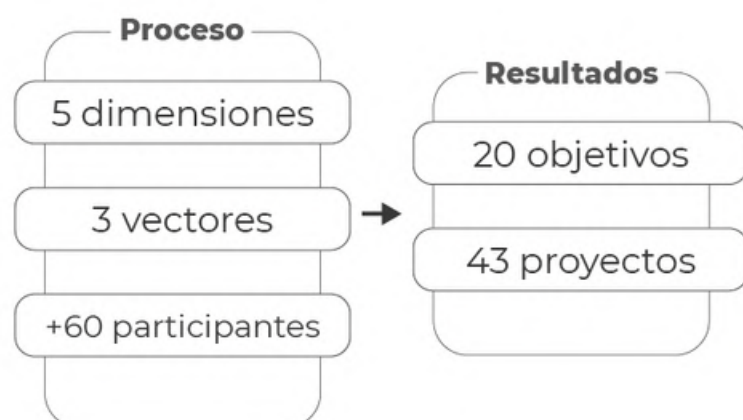 Proceso
5 dimensiones
3 vectores
+60 participantes
Resultados
20 objetivos
43 proyectos